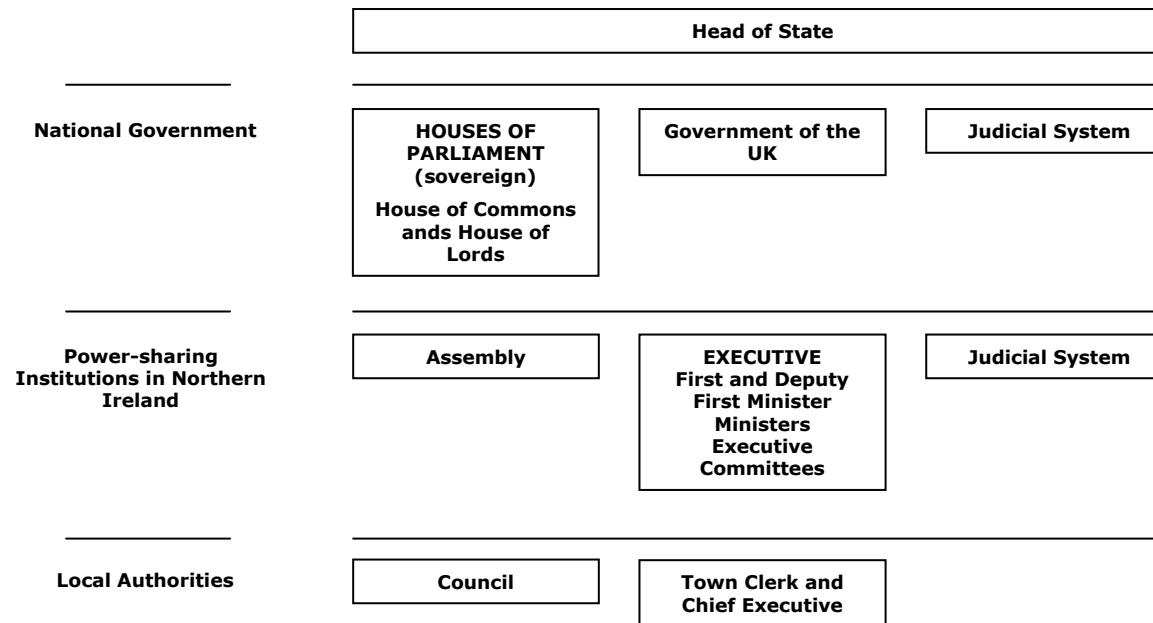 Head of State
National Government
HOUSES OF
PARLIAMENT
(sovereign)
House of Commons
ands House of
Lords
Government of the
UK
Judicial System
Power-sharing
Institutions in Northern
Ireland
Assembly
EXECUTIVE
First and Deputy
First Minister
Ministers
Executive
Committees
Judicial System
Local Authorities
Council
Town Clerk and
Chief Executive